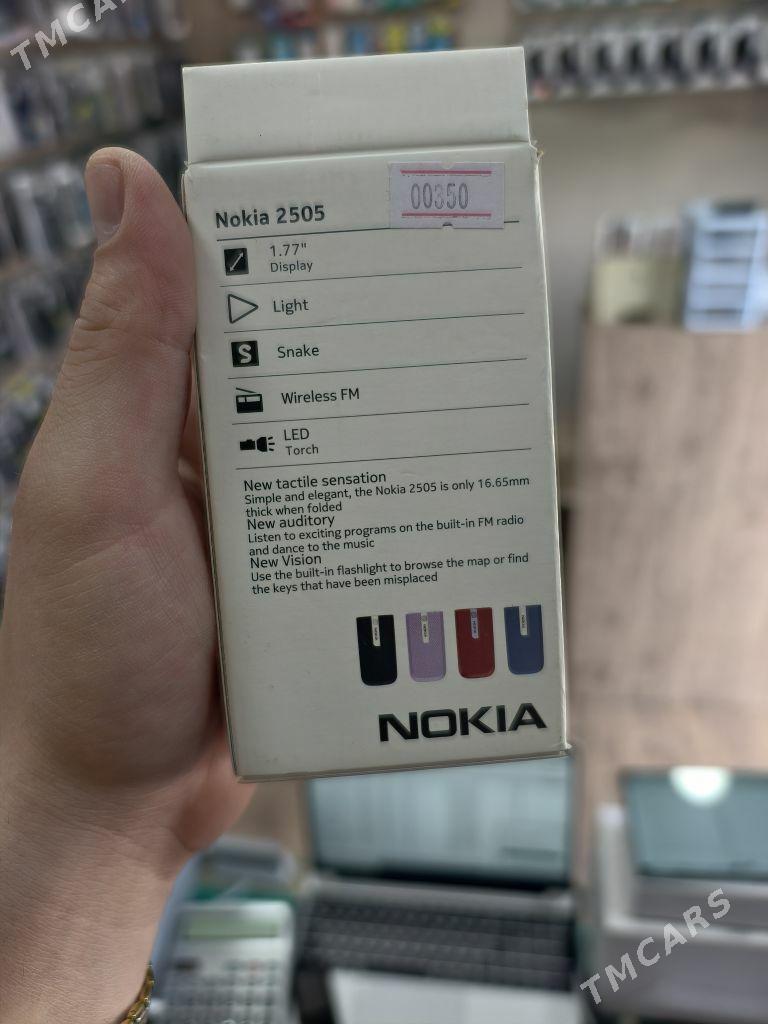 TMCARS
00350
Nokia 2505
1.77"
Display
Light
S
Snake
Wireless FM
LED
Torch
New tactile sensation
Simple and elegant, the Nokia 2505 is only 16.65mm
thick when folded
New auditory
Listen to exciting programs on the built-in FM radio
and dance to the music
New Vision
Use the built-in flashlight to browse the map or find
the keys that have been misplaced
NOKIA
TMCARS